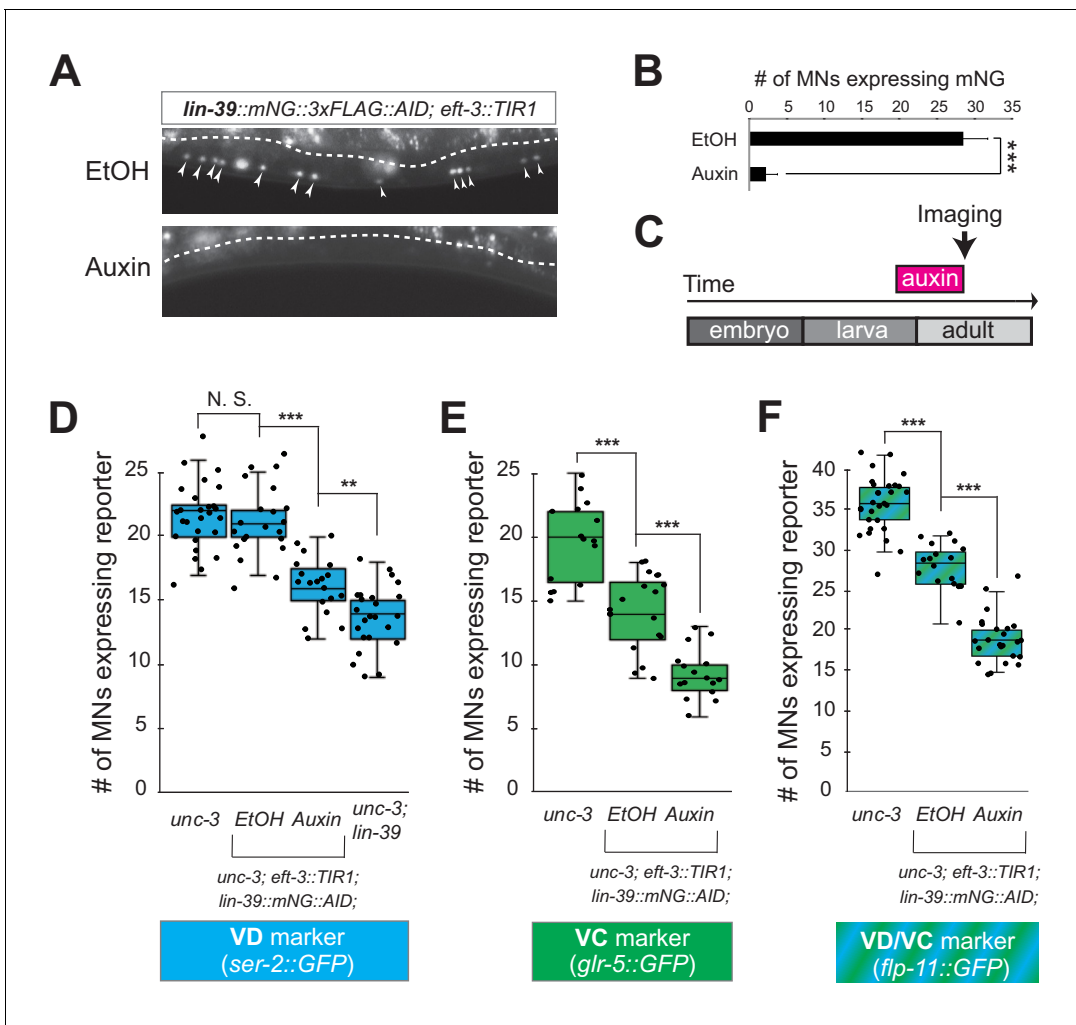 A
lin-39::mNG::3xFLAG::AID; eft-3::TIR1
EtOH
Auxin
B
# of MNs expressing mNG
0 5 10 15 20 25 30 35
EtOH
Auxin
***
C
Imaging
auxin
Time
embryo larva adult
D
N. S.
***
**
# of MNs expressing reporter
25
20
15
10
5
0
unc-3 EtOH Auxin unc-3;
lin-39
unc-3; eft-3::TIR1;
lin-39::mNG::AID;
VD marker
(ser-2::GFP)
E
***
***
# of MNs expressing reporter
25
20
15
10
5
0
unc-3 EtOH Auxin
unc-3; eft-3::TIR1;
lin-39::mNG::AID;
VC marker
(glr-5::GFP)
F
***
***
# of MNs expressing reporter
40
35
30
25
20
15
10
5
0
unc-3 EtOH Auxin
unc-3; eft-3::TIR1;
lin-39::mNG::AID;
VD/VC marker
(flp-11::GFP)